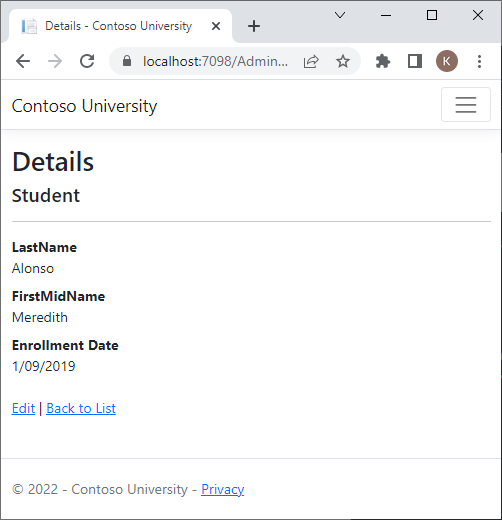 Details - Contoso University
localhost:7098/Admin...
K
Contoso University
Details
Student
LastName
Alonso
FirstMidName
Meredith
Enrollment Date
1/09/2019
Edit | Back to List
© 2022 - Contoso University - Privacy